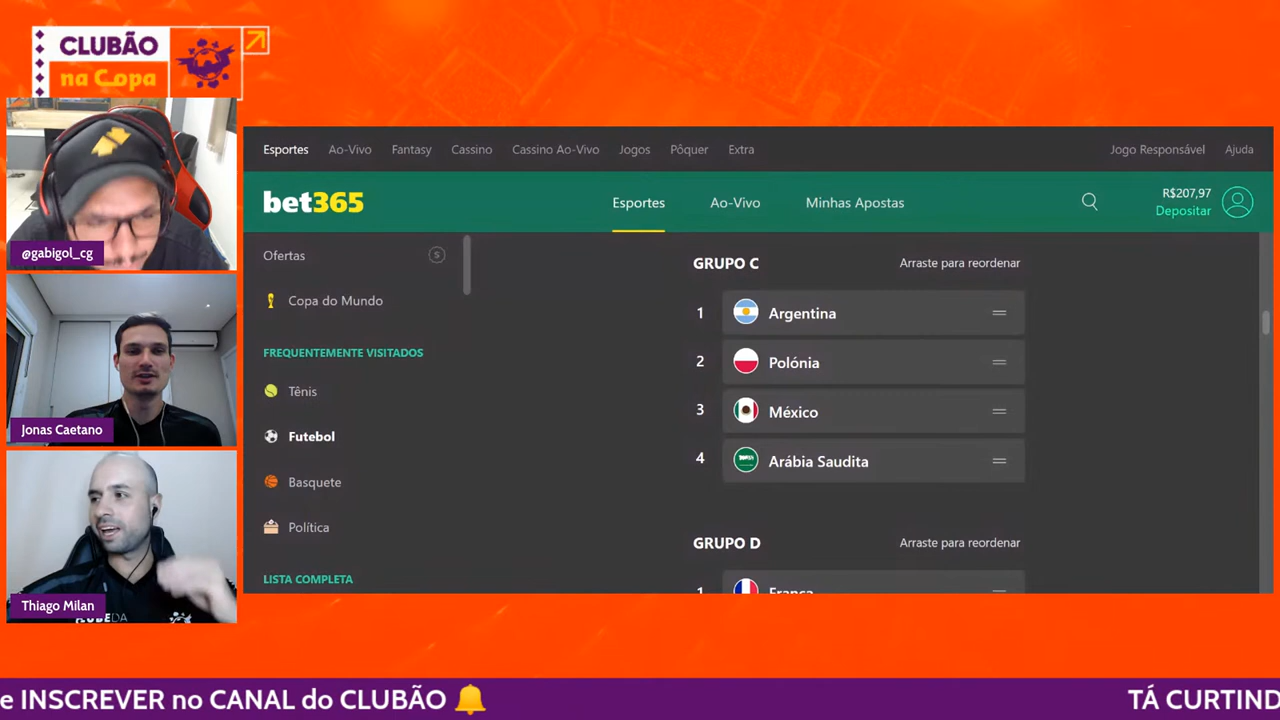 CLUBÃO
na Copa
@gabigol_cg
Jonas Caetano
Thiago Milan
Esportes Ao-Vivo Fantasy Cassino Cassino Ao-Vivo Jogos Pôquer Extra Jogo Responsável Ajuda
bet365 Esportes Ao-Vivo Minhas Apostas R$207,97
Depositar
Ofertas 5
Copa do Mundo
FREQUENTEMENTE VISITADOS
Tênis
Futebol
Basquete
Política
LISTA COMPLETA
GRUPO C Arraste para reordenar
1 Argentina
2 Polónia
3 México
4 Arábia Saudita
GRUPO D Arraste para reordenar
1 França
e INSCREVER no CANAL do CLUBÃO 🔔 TÁ CURTIND